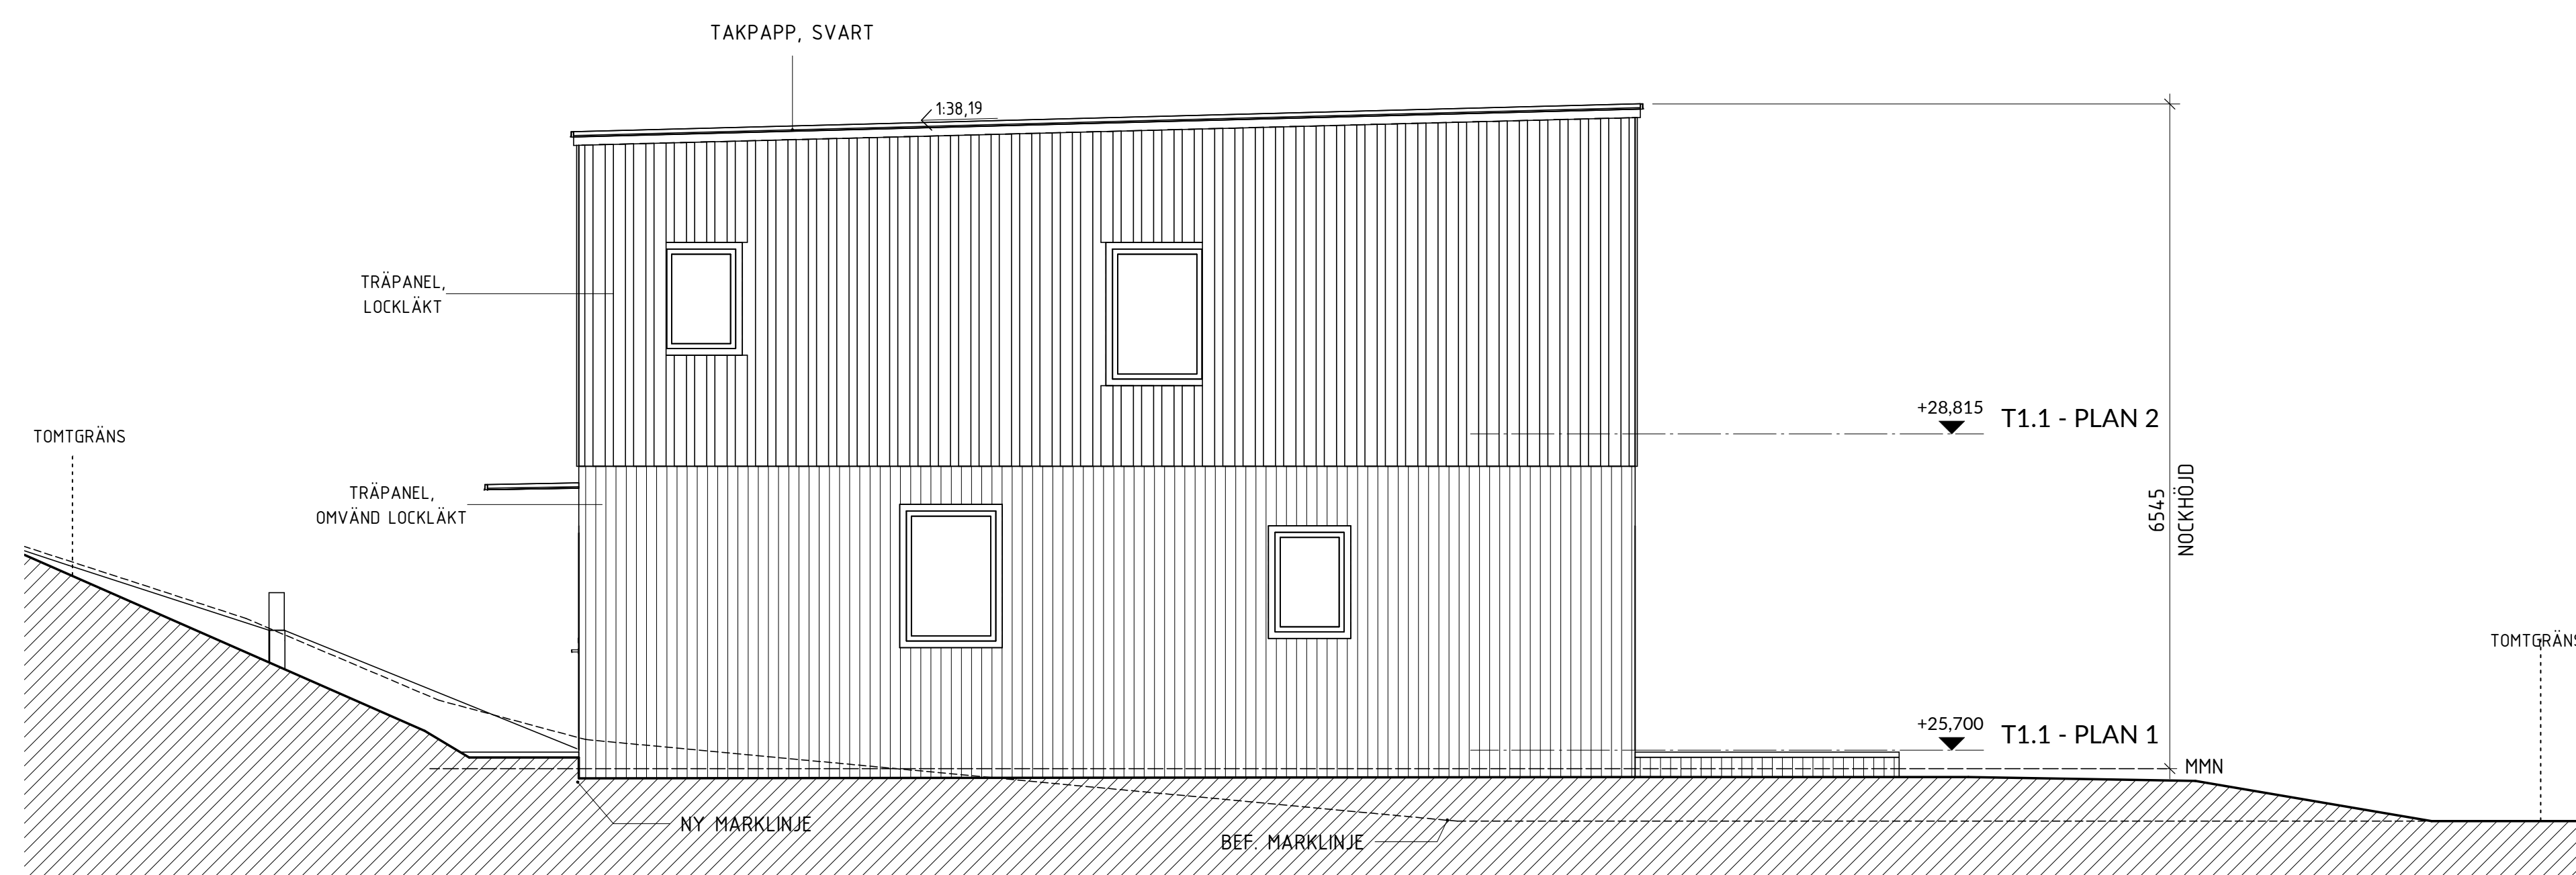 TAKPAPP, SVART
1:38,19
TRÄPANEL,
LOCKLÄKT
+28,815 T1.1 - PLAN 2
TOMTGRÄNS
TRÄPANEL,
OMVÄND LOCKLÄKT
6545
NOCKHÖJD
TOMTGRÄNS
+25,700 T1.1 - PLAN 1
MMN
NY MARKLINJE
BEF. MARKLINJE